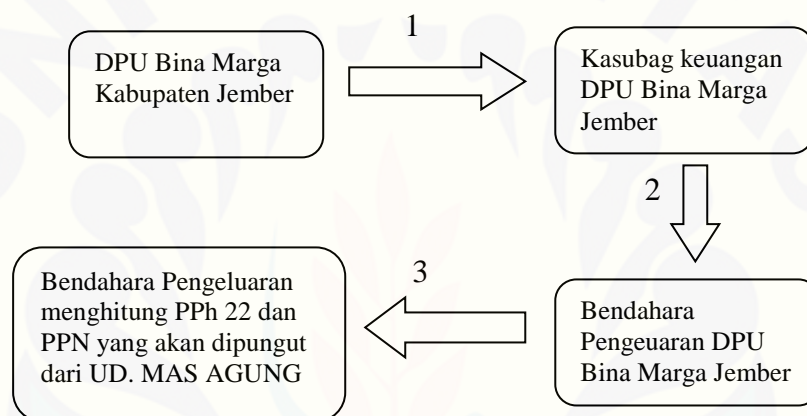 1
DPU Bina Marga
Kabupaten Jember
Kasubag keuangan
DPU Bina Marga
Jember
2
3
Bendahara Pengeluaran
menghitung PPh 22 dan
PPN yang akan dipungut
dari UD. MAS AGUNG
Bendahara
Pengeuaran DPU
Bina Marga Jember